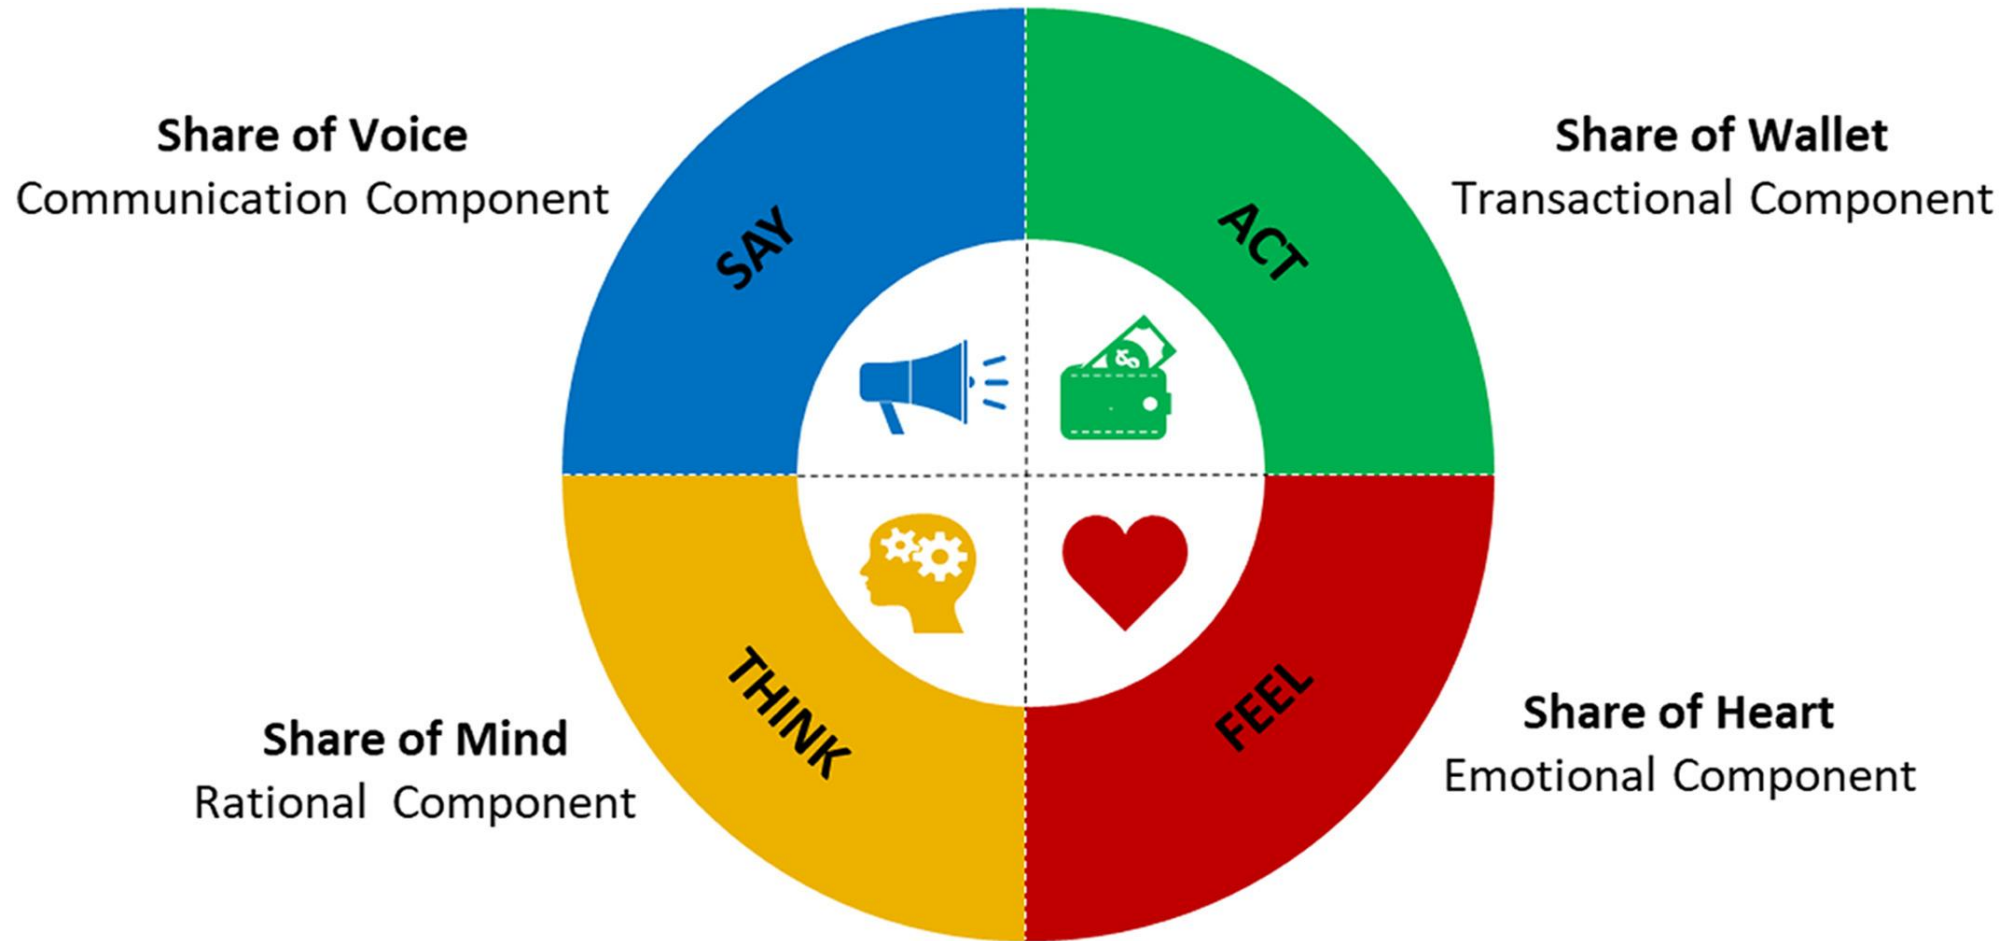 Share of Voice
Communication Component
SAY
ACT
Share of Wallet
Transactional Component
Share of Mind
Rational Component
THINK
FEEL
Share of Heart
Emotional Component